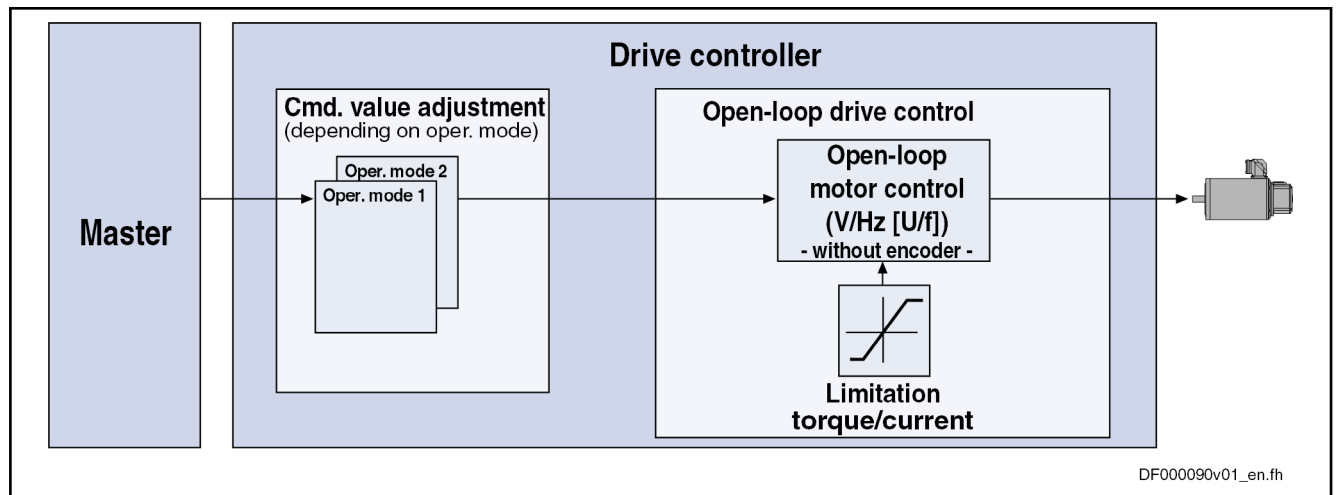 Drive controller
Cmd. value adjustment
(depending on oper. mode)
Oper. mode 2
Oper. mode 1
Master
Open-loop drive control
Open-loop
motor control
(V/Hz [U/f])
- without encoder -
Limitation
torque/current
DF000090v01_en.fh